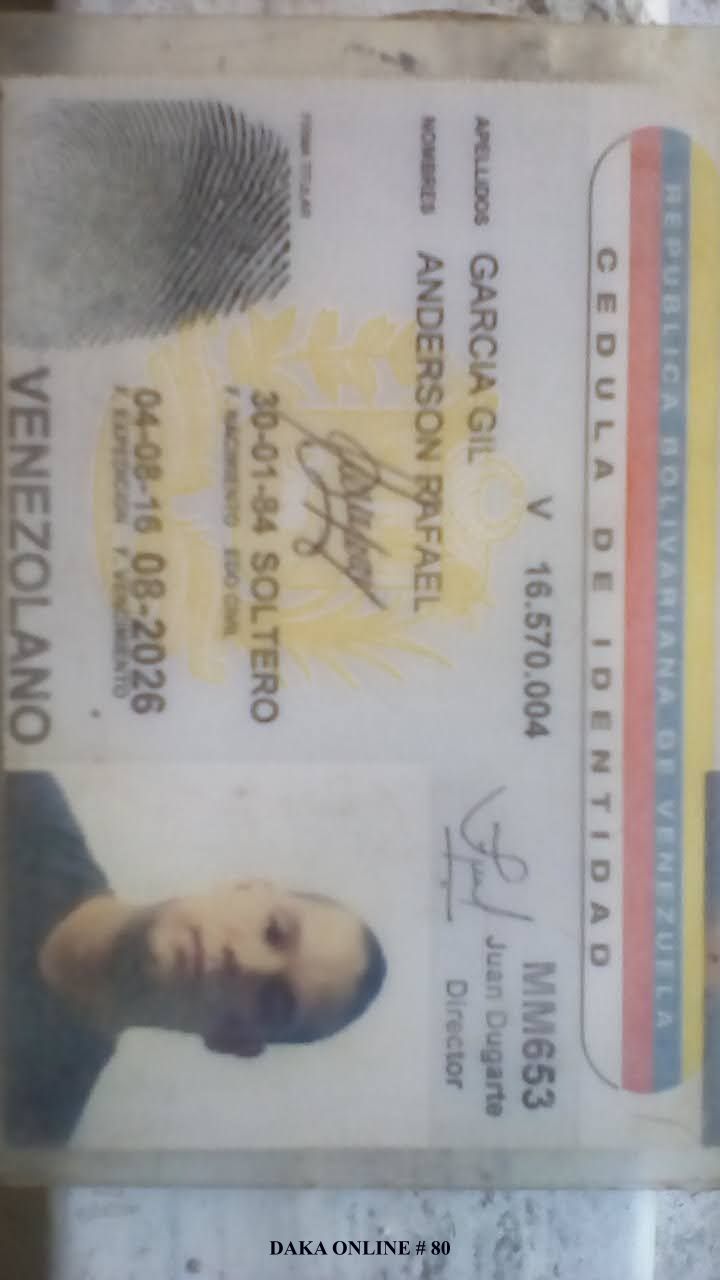 REPUBLICA BOLIVARIANA DE VENEZUELA
CEDULA DE IDENTIDAD
V 16.570.004
MM653
Juan Dugarte
Director
APELLIDOS GARCIA GIL
NOMBRES ANDERSON RAFAEL
FIRMA TITULAR
30-01-84 SOLTERO
F. NACIMIENTO EDO CIVIL
04-08-16 08-2026
F. EXPEDICION F. VENCIMIENTO
VENEZOLANO
DAKA ONLINE # 80